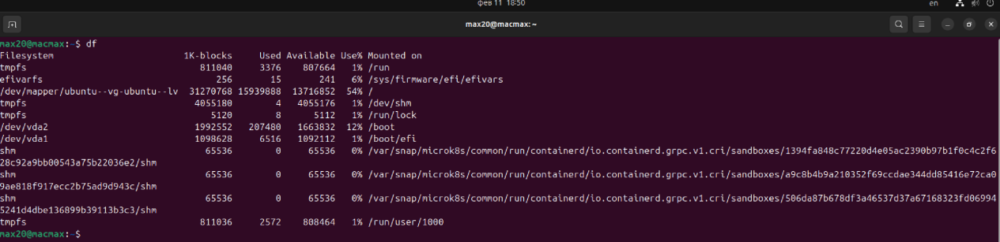 фев 11 18:50
en
max20@macmax: ~
max20@macmax:~$ df
Filesystem                        1K-blocks     Used Available Use% Mounted on
tmpfs                                811040     3376    807664   1% /run
efivarfs                                256       15       241   6% /sys/firmware/efi/efivars
/dev/mapper/ubuntu--vg-ubuntu--lv  31270768 15939888  13716852  54% /
tmpfs                               4055180        4   4055176   1% /dev/shm
tmpfs                                  5120        8      5112   1% /run/lock
/dev/vda2                           1992552   207480   1663832  12% /boot
/dev/vda1                           1098628     6516   1092112   1% /boot/efi
shm                                   65536        0     65536   0% /var/snap/microk8s/common/run/containerd/io.containerd.grpc.v1.cri/sandboxes/1394fa848c77220d4e05ac2390b97b1f0c4c2f6
28c92a9bb00543a75b22036e2/shm
shm                                   65536        0     65536   0% /var/snap/microk8s/common/run/containerd/io.containerd.grpc.v1.cri/sandboxes/a9c8b4b9a210352f69ccdae344dd85416e72ca0
9ae818f917ecc2b75ad9d943c/shm
shm                                   65536        0     65536   0% /var/snap/microk8s/common/run/containerd/io.containerd.grpc.v1.cri/sandboxes/506da87b678df3a46537d37a67168323fd06994
5241d4dbe136899b39113b3c3/shm
tmpfs                                811036     2572    808464   1% /run/user/1000
max20@macmax:~$